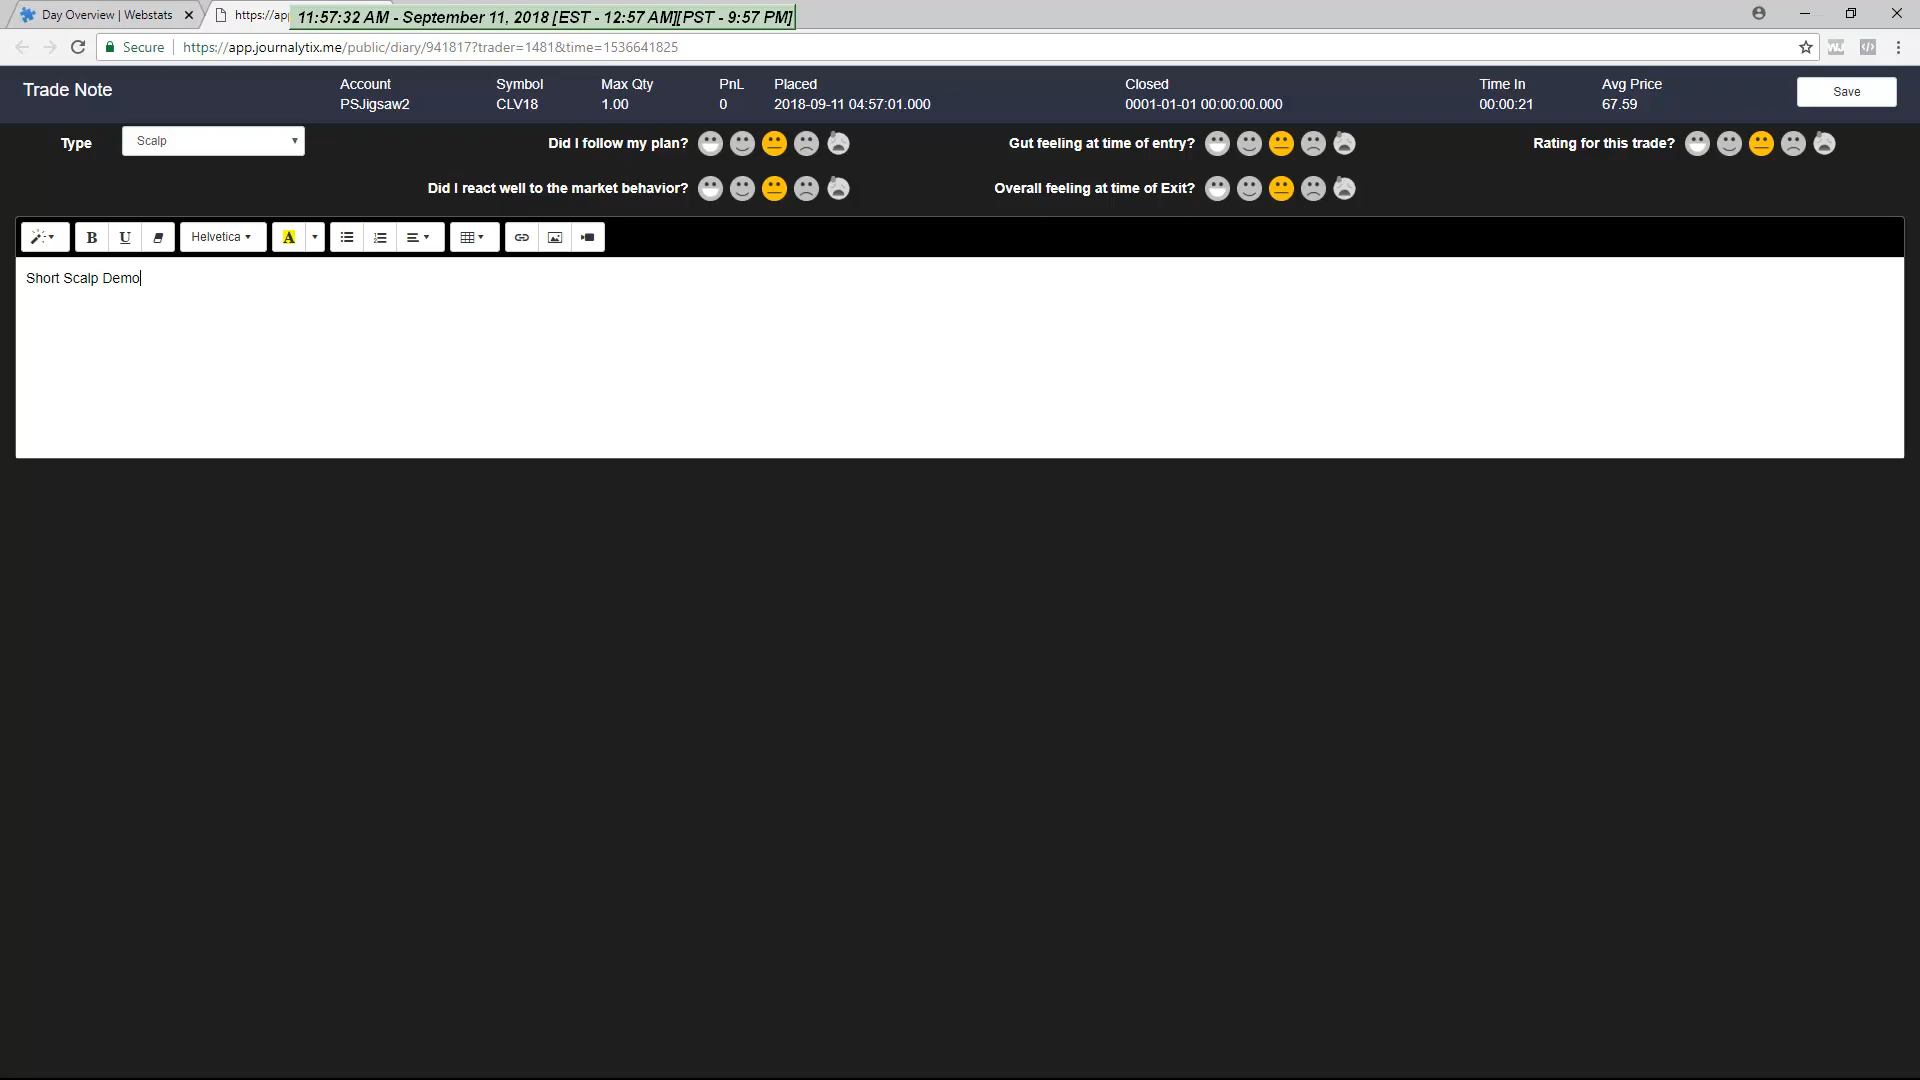 Day Overview | Webstats
https://ap
11:57:32 AM - September 11, 2018 [EST - 12:57 AM][PST - 9:57 PM]
Secure
https://app.journalytix.me/public/diary/941817?trader=1481&time=1536641825
Trade Note
Account Symbol Max Qty PnL Placed Closed Time In Avg Price
PSJigsaw2 CLV18 1.00 0 2018-09-11 04:57:01.000 0001-01-01 00:00:00.000 00:00:21 67.59
Save
Type Scalp Did I follow my plan? Gut feeling at time of entry? Rating for this trade?
Did I react well to the market behavior? Overall feeling at time of Exit?
B U Helvetica A
Short Scalp Demo